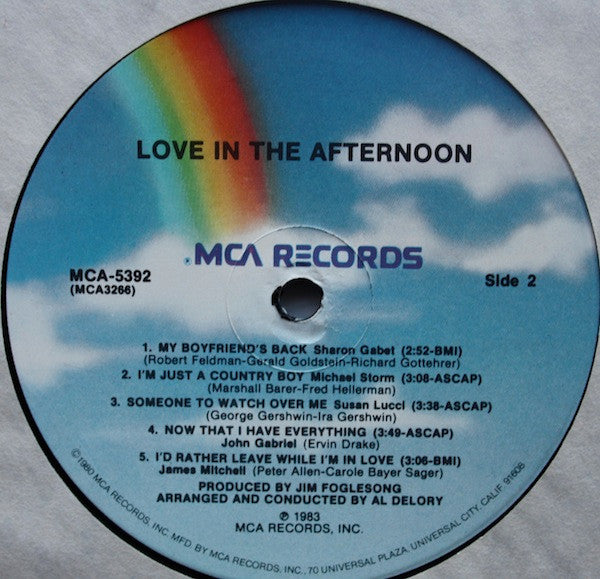 LOVE IN THE AFTERNOON
® MCA RECORDS
MCA-5392
(MCA3266)
Side 2
1. MY BOYFRIEND'S BACK Sharon Gabet (2:52-BMI)
(Robert Feldman-Gerald Goldstein-Richard Gottehrer)
2. I'M JUST A COUNTRY BOY Michael Storm (3:08-ASCAP)
(Marshall Barer-Fred Hellerman)
3. SOMEONE TO WATCH OVER ME Susan Lucci (3:38-ASCAP)
(George Gershwin-Ira Gershwin)
4. NOW THAT I HAVE EVERYTHING (3:49-ASCAP)
John Gabriel (Ervin Drake)
5. I'D RATHER LEAVE WHILE I'M IN LOVE (3:06-BMI)
James Mitchell (Peter Allen-Carole Bayer Sager)
PRODUCED BY JIM FOGLESONG
ARRANGED AND CONDUCTED BY AL DELORY
℗ 1983
MCA RECORDS, INC.
©1980 MCA RECORDS, INC. MFD. BY MCA RECORDS, INC., 70 UNIVERSAL PLAZA, UNIVERSAL CITY, CALIF. 91608